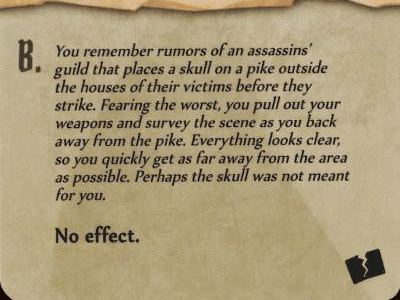 B. You remember rumors of an assassins'
guild that places a skull on a pike outside
the houses of their victims before they
strike. Fearing the worst, you pull out your
weapons and survey the scene as you back
away from the pike. Everything looks clear,
so you quickly get as far away from the area
as possible. Perhaps the skull was not meant
for you.
No effect.